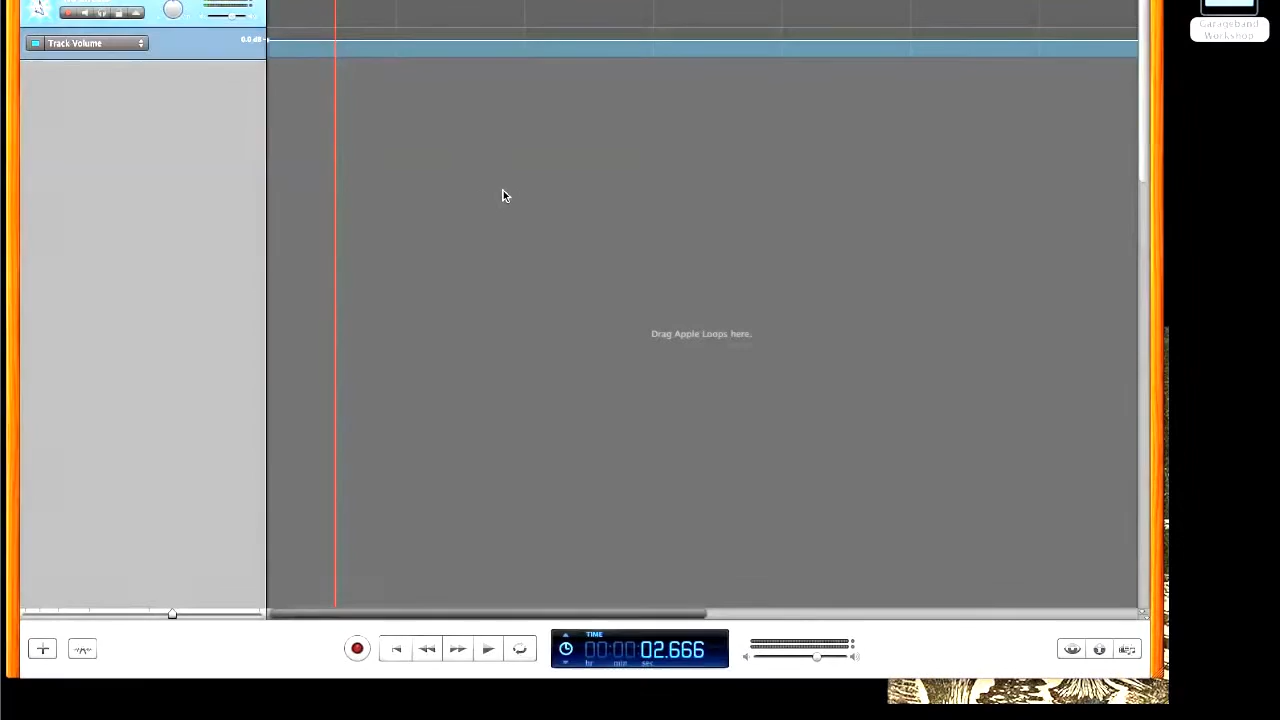 Garageband
Workshop
Track Volume
0.0 dB
Drag Apple Loops here.
TIME
00:00:02.666
hr min sec